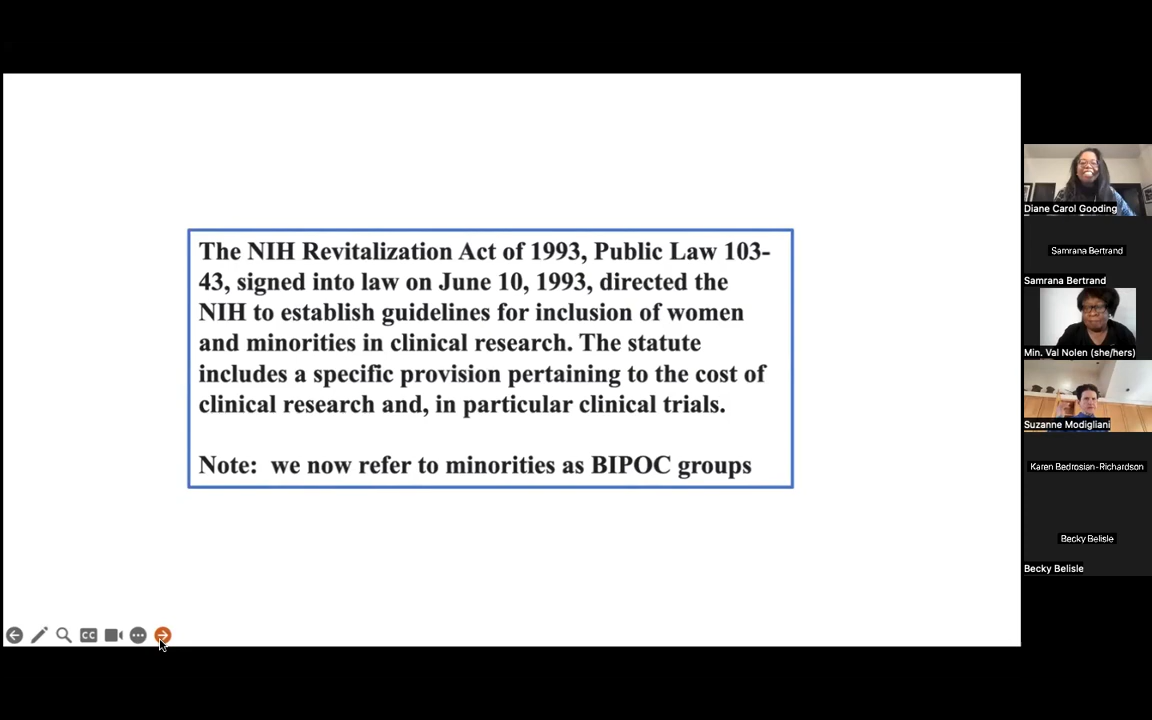 The NIH Revitalization Act of 1993, Public Law 103-
43, signed into law on June 10, 1993, directed the
NIH to establish guidelines for inclusion of women
and minorities in clinical research. The statute
includes a specific provision pertaining to the cost of
clinical research and, in particular clinical trials.
Note: we now refer to minorities as BIPOC groups
CC
Diane Carol Gooding
Samrana Bertrand
Samrana Bertrand
Min. Val Nolen (she/hers)
Suzanne Modigliani
Karen Bedrosian-Richardson
Becky Belisle
Becky Belisle